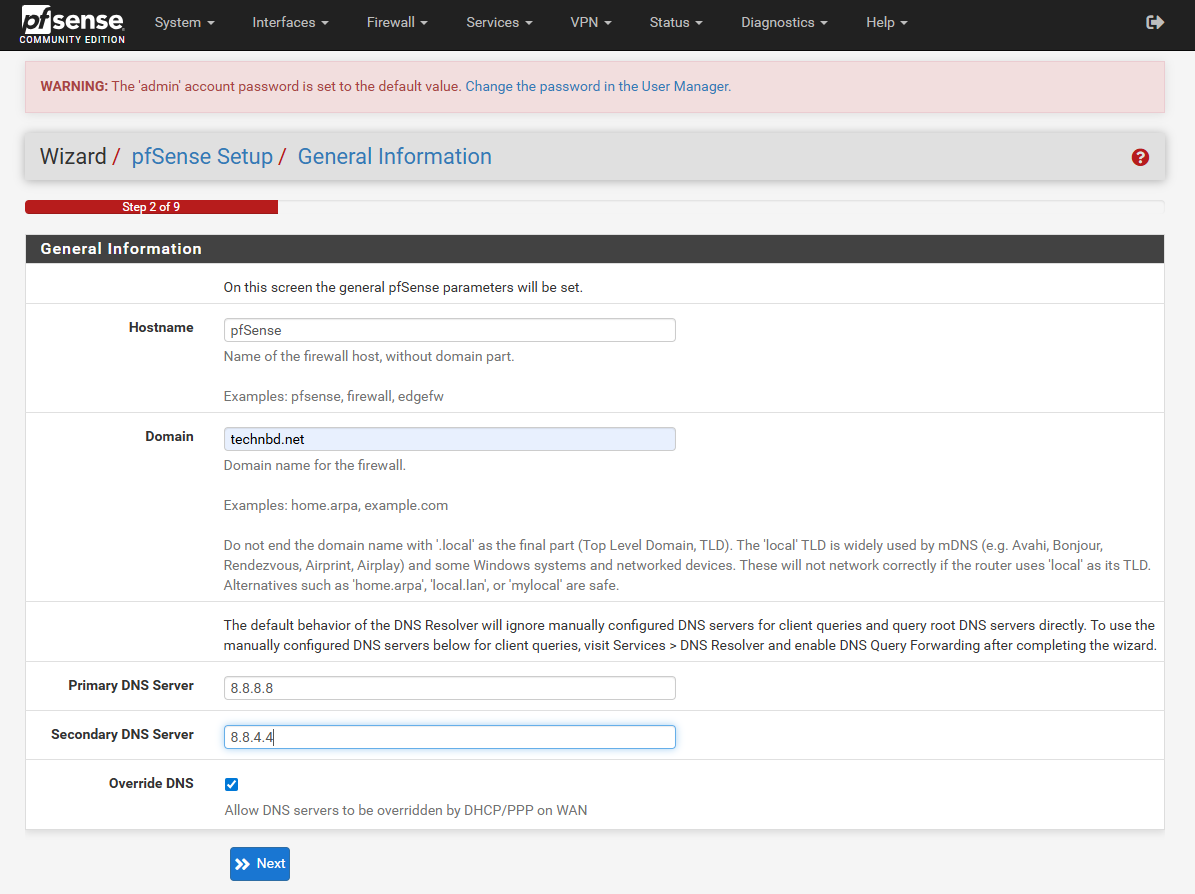 pfsense
COMMUNITY EDITION
System Interfaces Firewall Services VPN Status Diagnostics Help
WARNING: The 'admin' account password is set to the default value. Change the password in the User Manager.
Wizard / pfSense Setup / General Information
?
Step 2 of 9
General Information
On this screen the general pfSense parameters will be set.
Hostname pfSense
Name of the firewall host, without domain part.
Examples: pfsense, firewall, edgefw
Domain technbd.net
Domain name for the firewall.
Examples: home.arpa, example.com
Do not end the domain name with '.local' as the final part (Top Level Domain, TLD). The 'local' TLD is widely used by mDNS (e.g. Avahi, Bonjour,
Rendezvous, Airprint, Airplay) and some Windows systems and networked devices. These will not network correctly if the router uses 'local' as its TLD.
Alternatives such as 'home.arpa', 'local.lan', or 'mylocal' are safe.
The default behavior of the DNS Resolver will ignore manually configured DNS servers for client queries and query root DNS servers directly. To use the
manually configured DNS servers below for client queries, visit Services > DNS Resolver and enable DNS Query Forwarding after completing the wizard.
Primary DNS Server 8.8.8.8
Secondary DNS Server 8.8.4.4
Override DNS
Allow DNS servers to be overridden by DHCP/PPP on WAN
Next